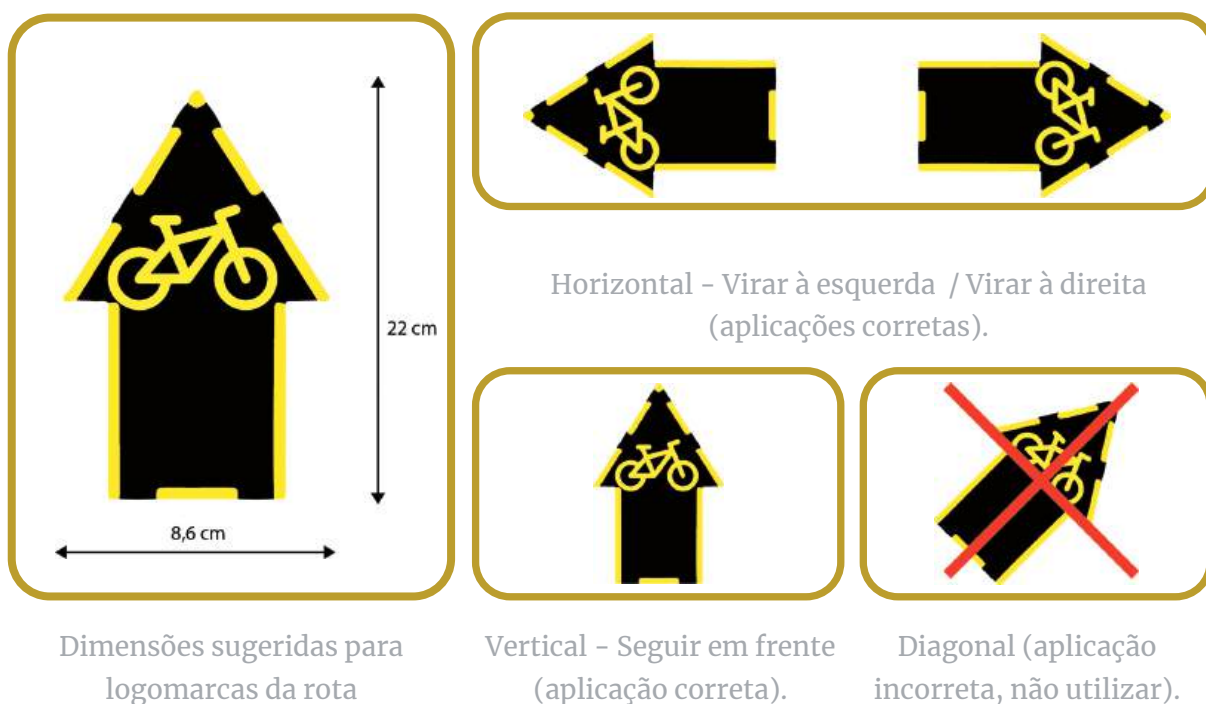 22 cm
8,6 cm
Dimensões sugeridas para
logomarcas da rota
Horizontal - Virar à esquerda / Virar à direita
(aplicações corretas).
Vertical - Seguir em frente
(aplicação correta).
Diagonal (aplicação
incorreta, não utilizar).